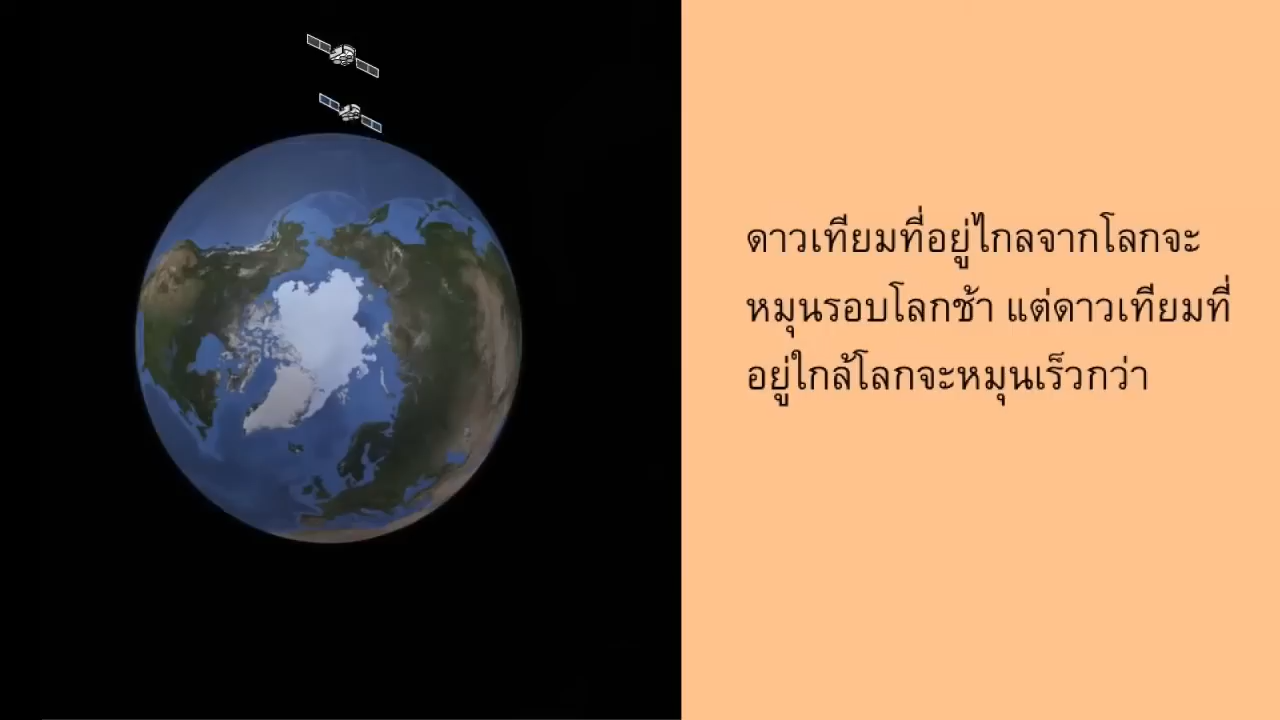 ดาวเทียมที่อยู่ไกลจากโลกจะ
หมุนรอบโลกช้า แต่ดาวเทียมที่
อยู่ใกล้โลกจะหมุนเร็วกว่า